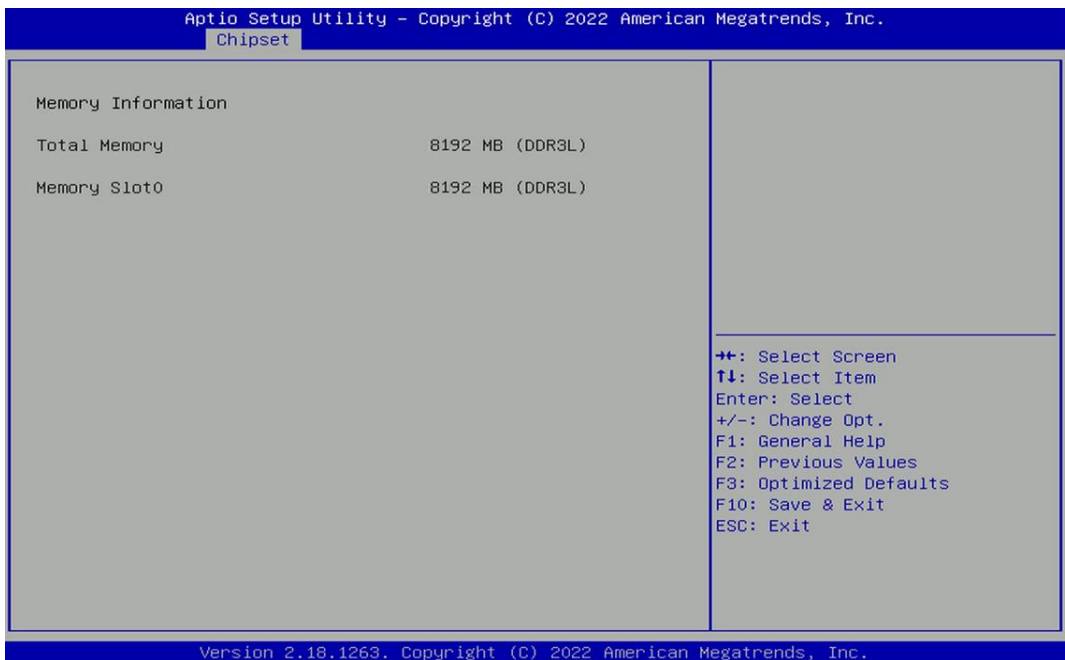 Aptio Setup Utility – Copyright (C) 2022 American Megatrends, Inc.
Chipset
Memory Information
Total Memory 8192 MB (DDR3L)
Memory Slot0 8192 MB (DDR3L)
→←: Select Screen
↑↓: Select Item
Enter: Select
+/-: Change Opt.
F1: General Help
F2: Previous Values
F3: Optimized Defaults
F10: Save & Exit
ESC: Exit
Version 2.18.1263. Copyright (C) 2022 American Megatrends, Inc.